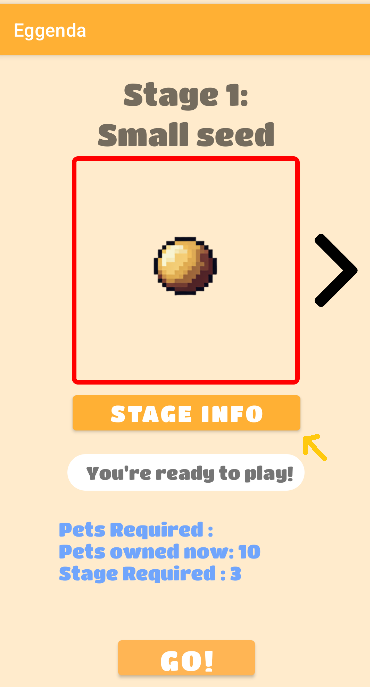 Eggenda
Stage 1:
Small seed
STAGE INFO
You're ready to play!
Pets Required :
Pets owned now: 10
Stage Required : 3
GO!